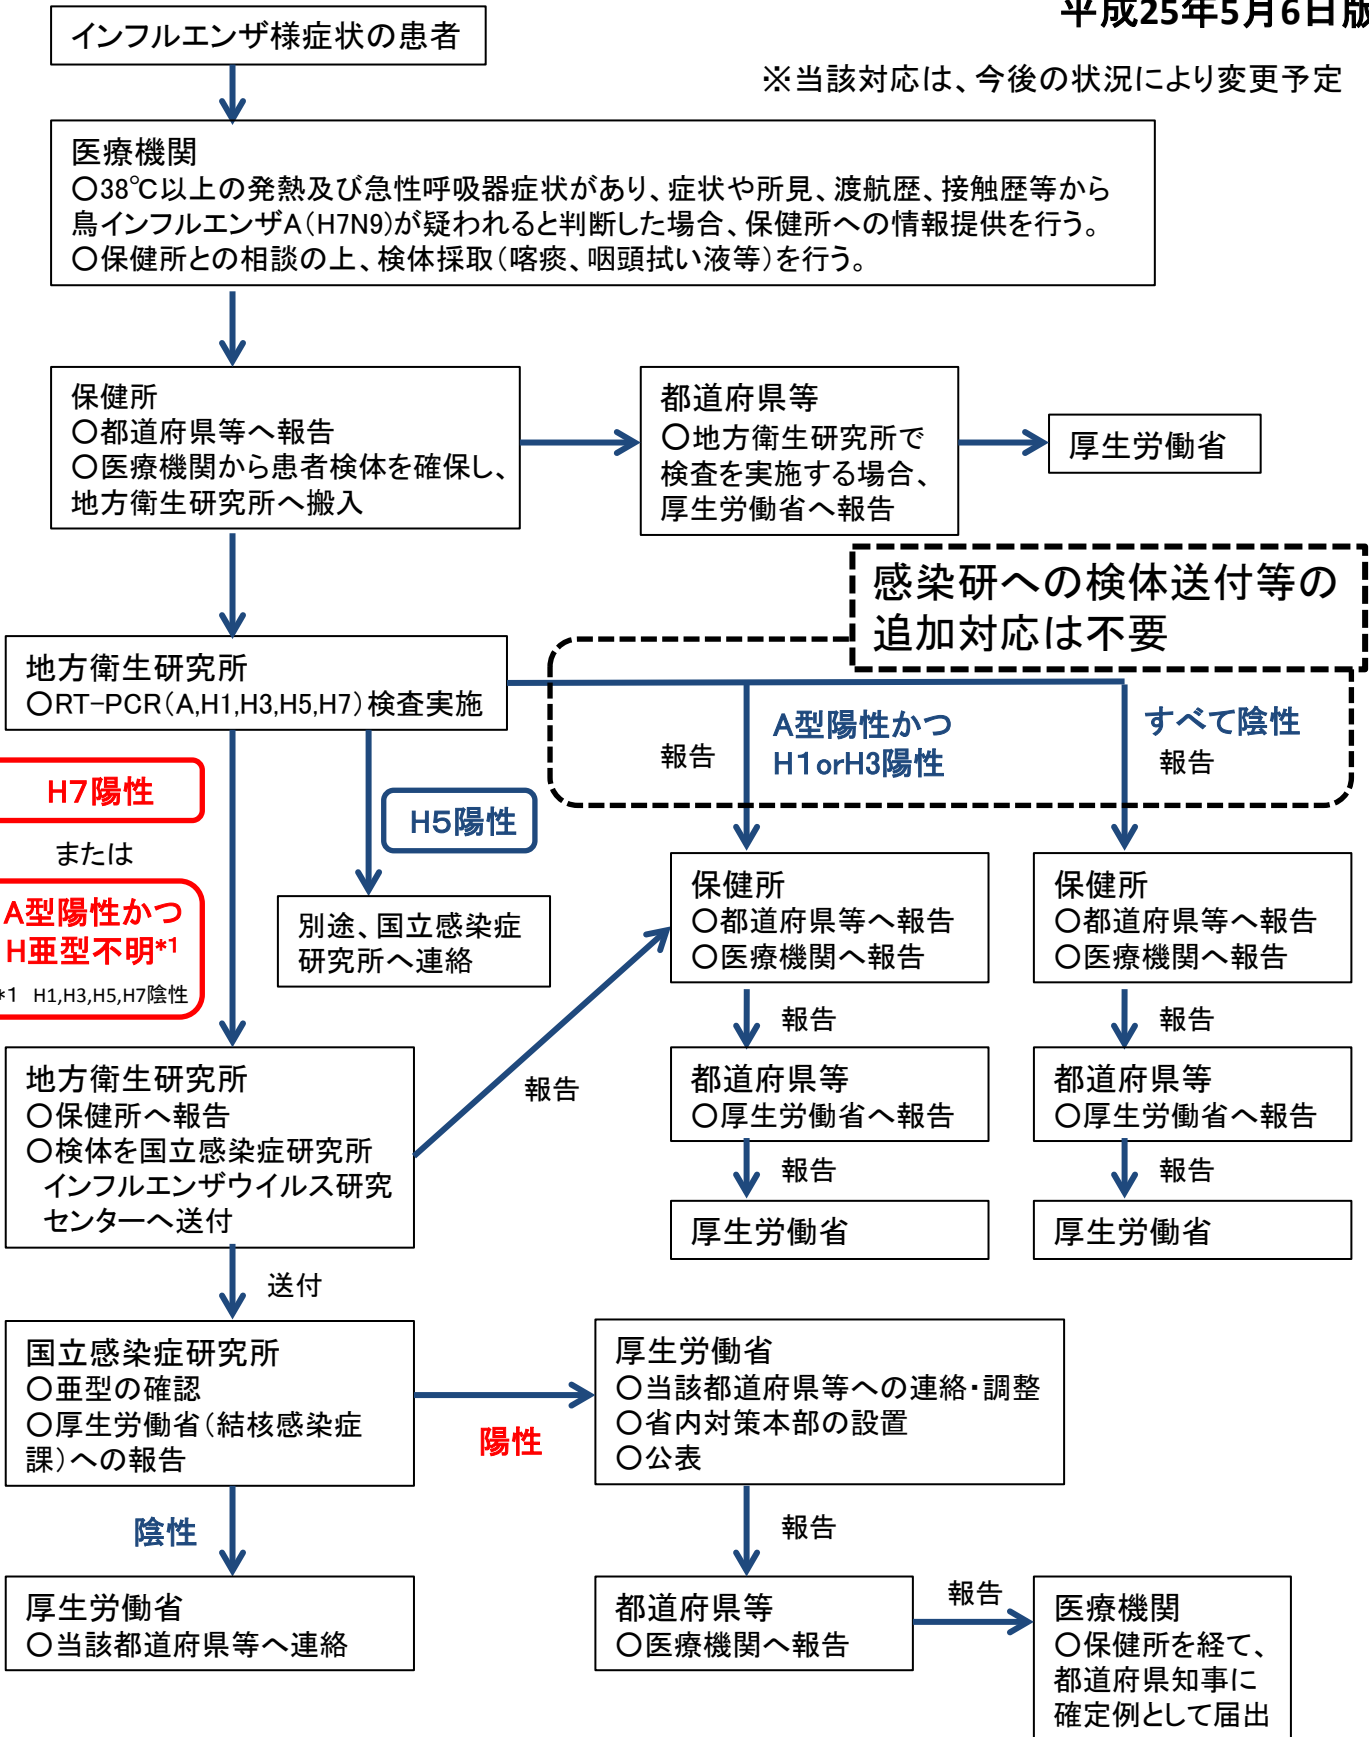 平成25年5月6日版
インフルエンザ様症状の患者
※当該対応は、今後の状況により変更予定
医療機関
○38℃以上の発熱及び急性呼吸器症状があり、症状や所見、渡航歴、接触歴等から
鳥インフルエンザA(H7N9)が疑われると判断した場合、保健所への情報提供を行う。
○保健所との相談の上、検体採取(喀痰、咽頭拭い液等)を行う。
保健所
○都道府県等へ報告
○医療機関から患者検体を確保し、
地方衛生研究所へ搬入
都道府県等
○地方衛生研究所で
検査を実施する場合、
厚生労働省へ報告
厚生労働省
感染研への検体送付等の
追加対応は不要
地方衛生研究所
○RT-PCR(A,H1,H3,H5,H7)検査実施
報告
A型陽性かつ
H1orH3陽性
すべて陰性
報告
H7陽性
または
A型陽性かつ
H亜型不明*1
*1 H1,H3,H5,H7陰性
H5陽性
別途、国立感染症
研究所へ連絡
保健所
○都道府県等へ報告
○医療機関へ報告
報告
都道府県等
○厚生労働省へ報告
報告
厚生労働省
保健所
○都道府県等へ報告
○医療機関へ報告
報告
都道府県等
○厚生労働省へ報告
報告
厚生労働省
地方衛生研究所
○保健所へ報告
○検体を国立感染症研究所
インフルエンザウイルス研究
センターへ送付
報告
送付
国立感染症研究所
○亜型の確認
○厚生労働省(結核感染症
課)への報告
陽性
厚生労働省
○当該都道府県等への連絡・調整
○省内対策本部の設置
○公表
陰性
報告
厚生労働省
○当該都道府県等へ連絡
都道府県等
○医療機関へ報告
報告
医療機関
○保健所を経て、
都道府県知事に
確定例として届出